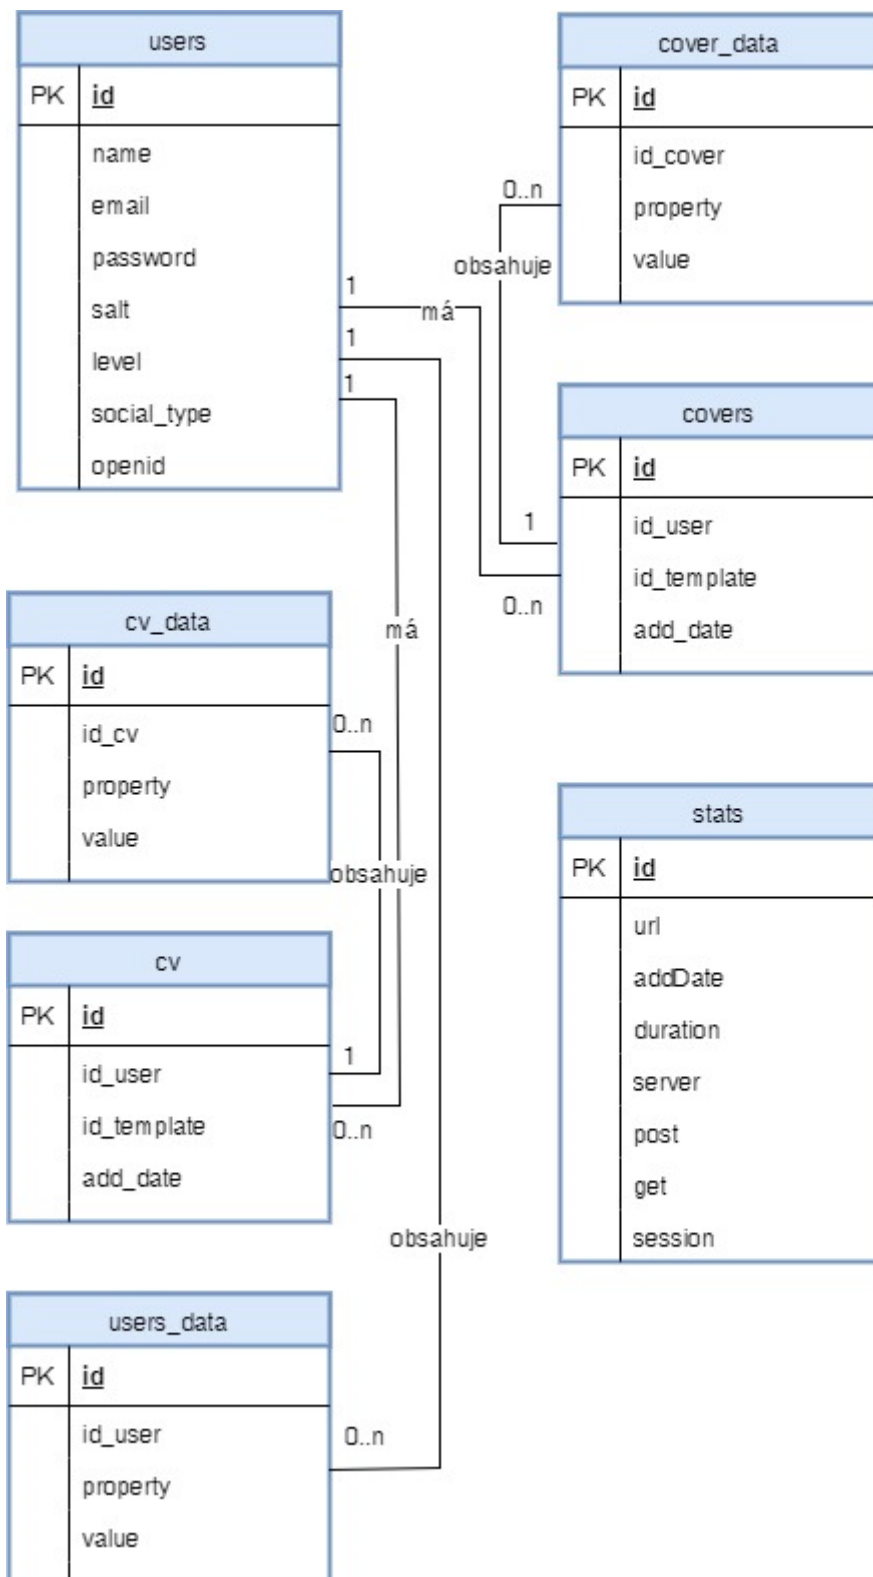 users
PK id
name
email
password
salt
level
social_type
openid
cover_data
PK id
id_cover
property
value
covers
PK id
id_user
id_template
add_date
cv_data
PK id
id_cv
property
value
cv
PK id
id_user
id_template
add_date
users_data
PK id
id_user
property
value
stats
PK id
url
addDate
duration
server
post
get
session
1
má
0..n
1
obsahuje
0..n
1
má
0..n
0..n
obsahuje
1
0..n
obsahuje
1